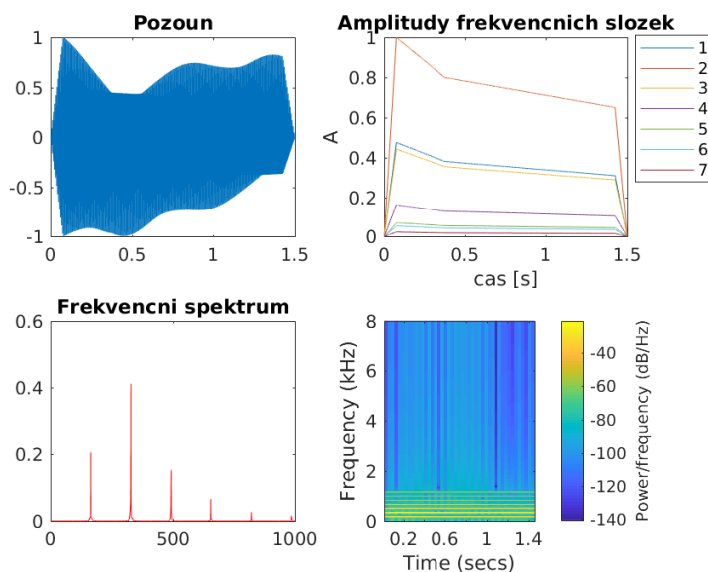 Pozoun
1
0.5
0
-0.5
-1
0 0.5 1 1.5
Amplitudy frekvencnich slozek
A
1
0.8
0.6
0.4
0.2
0
0 0.5 1 1.5
cas [s]
1
2
3
4
5
6
7
Frekvencni spektrum
0.6
0.4
0.2
0
0 500 1000
Frequency (kHz)
8
6
4
2
0
0.2 0.6 1 1.4
Time (secs)
-40
-60
-80
-100
-120
-140
Power/frequency (dB/Hz)